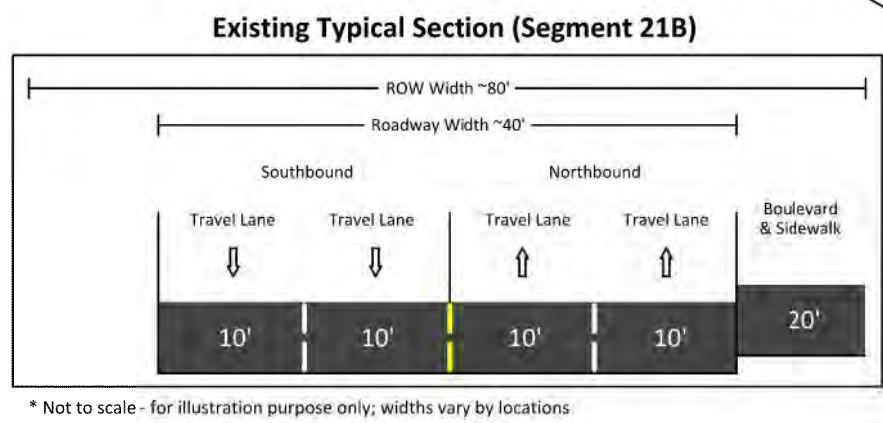 Existing Typical Section (Segment 21B)
ROW Width ~80'
Roadway Width ~40'
Southbound
Northbound
Travel Lane
Travel Lane
Travel Lane
Travel Lane
Boulevard
& Sidewalk
10'
10'
10'
10'
20'
* Not to scale - for illustration purpose only; widths vary by locations